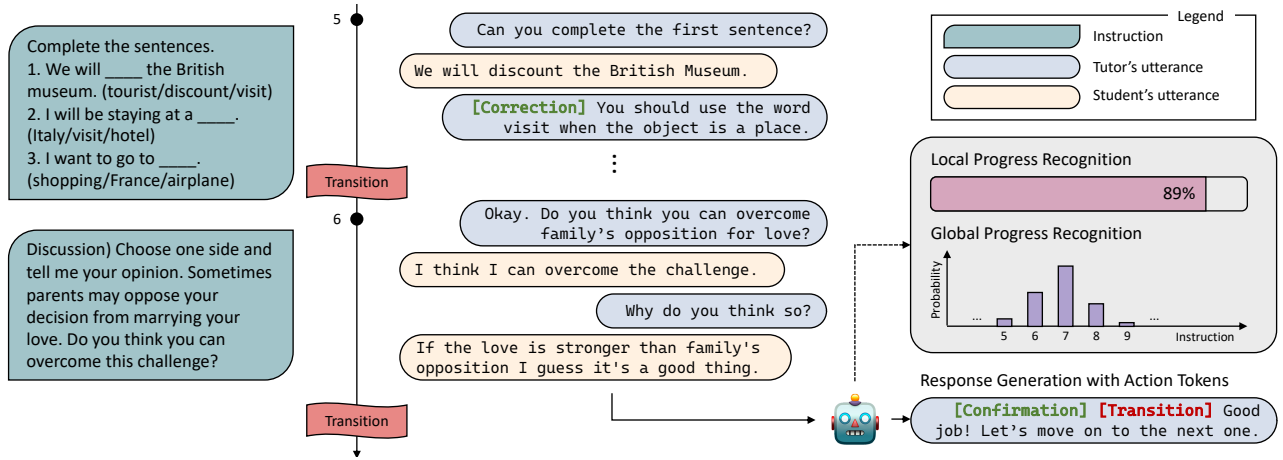 Complete the sentences.
1. We will ____ the British
museum. (tourist/discount/visit)
2. I will be staying at a ____.
(Italy/visit/hotel)
3. I want to go to ____.
(shopping/France/airplane)
Discussion) Choose one side and
tell me your opinion. Sometimes
parents may oppose your
decision from marrying your
love. Do you think you can
overcome this challenge?
5
Transition
6
Transition
Can you complete the first sentence?
We will discount the British Museum.
[Correction] You should use the word
visit when the object is a place.
⋮
Okay. Do you think you can overcome
family's opposition for love?
I think I can overcome the challenge.
Why do you think so?
If the love is stronger than family's
opposition I guess it's a good thing.
Legend
Instruction
Tutor's utterance
Student's utterance
Local Progress Recognition
89%
Global Progress Recognition
Probability
... ...
5 6 7 8 9
Instruction
Response Generation with Action Tokens
[Confirmation] [Transition] Good
job! Let's move on to the next one.